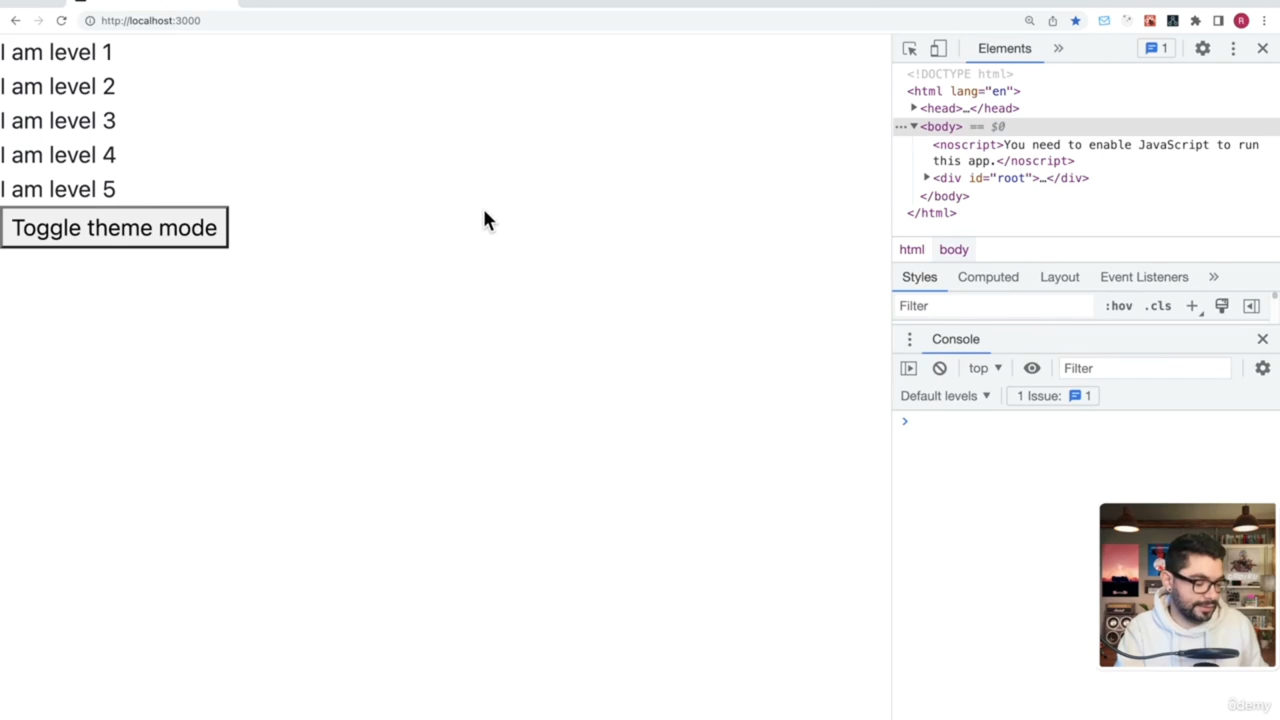 http://localhost:3000
I am level 1
I am level 2
I am level 3
I am level 4
I am level 5
Toggle theme mode
Elements
1
<!DOCTYPE html>
<html lang="en">
<head>…</head>
<body> == $0
<noscript>You need to enable JavaScript to run
this app.</noscript>
<div id="root">…</div>
</body>
</html>
html body
Styles Computed Layout Event Listeners
Filter :hov .cls
Console
top Filter
Default levels 1 Issue: 1
ûdemy